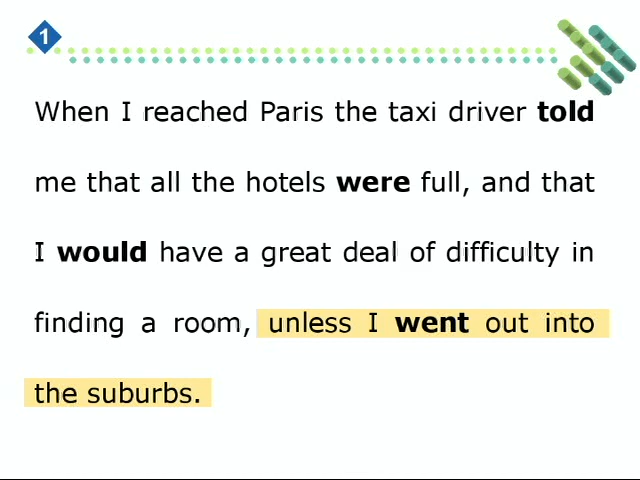 1
When I reached Paris the taxi driver told
me that all the hotels were full, and that
I would have a great deal of difficulty in
finding a room, unless I went out into
the suburbs.